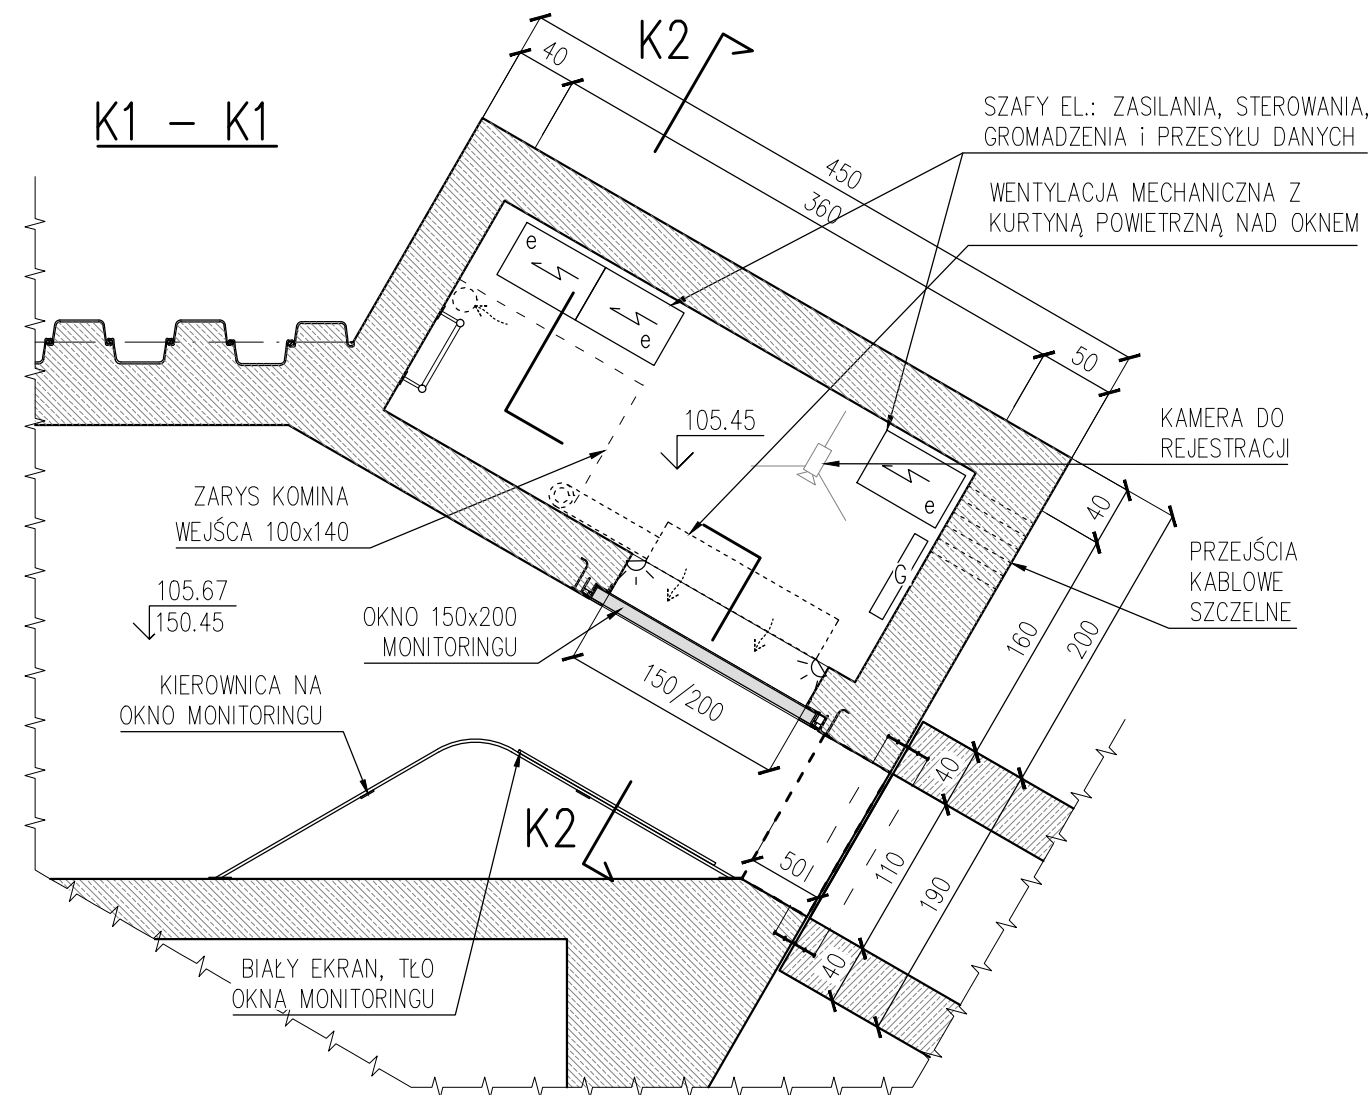 K1 – K1
K2
40
450
360
50
SZAFY EL.: ZASILANIA, STEROWANIA,
GROMADZENIA i PRZESYŁU DANYCH
WENTYLACJA MECHANICZNA Z
KURTYNĄ POWIETRZNĄ NAD OKNEM
e
e
105.45
KAMERA DO
REJESTRACJI
e
G
40
160
200
PRZEJŚCIA
KABLOWE
SZCZELNE
ZARYS KOMINA
WEJŚCA 100x140
105.67
150.45
OKNO 150x200
MONITORINGU
150/200
KIEROWNICA NA
OKNO MONITORINGU
K2
50
40
110
190
40
BIAŁY EKRAN, TŁO
OKNA MONITORINGU